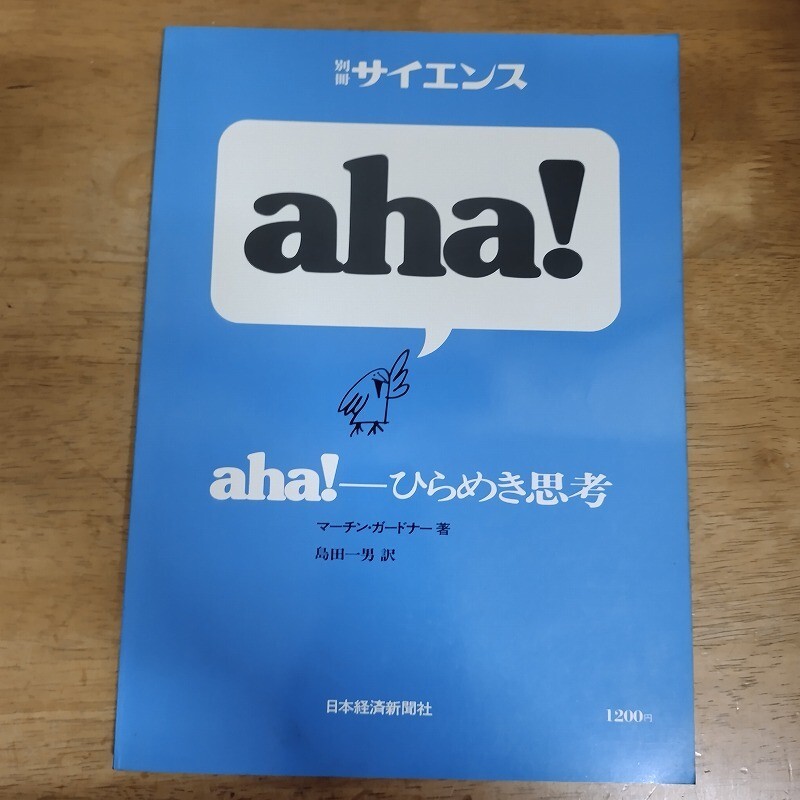 別冊サイエンス
aha!
aha!—ひらめき思考
マーチン・ガードナー 著
島田一男 訳
日本経済新聞社
1200円